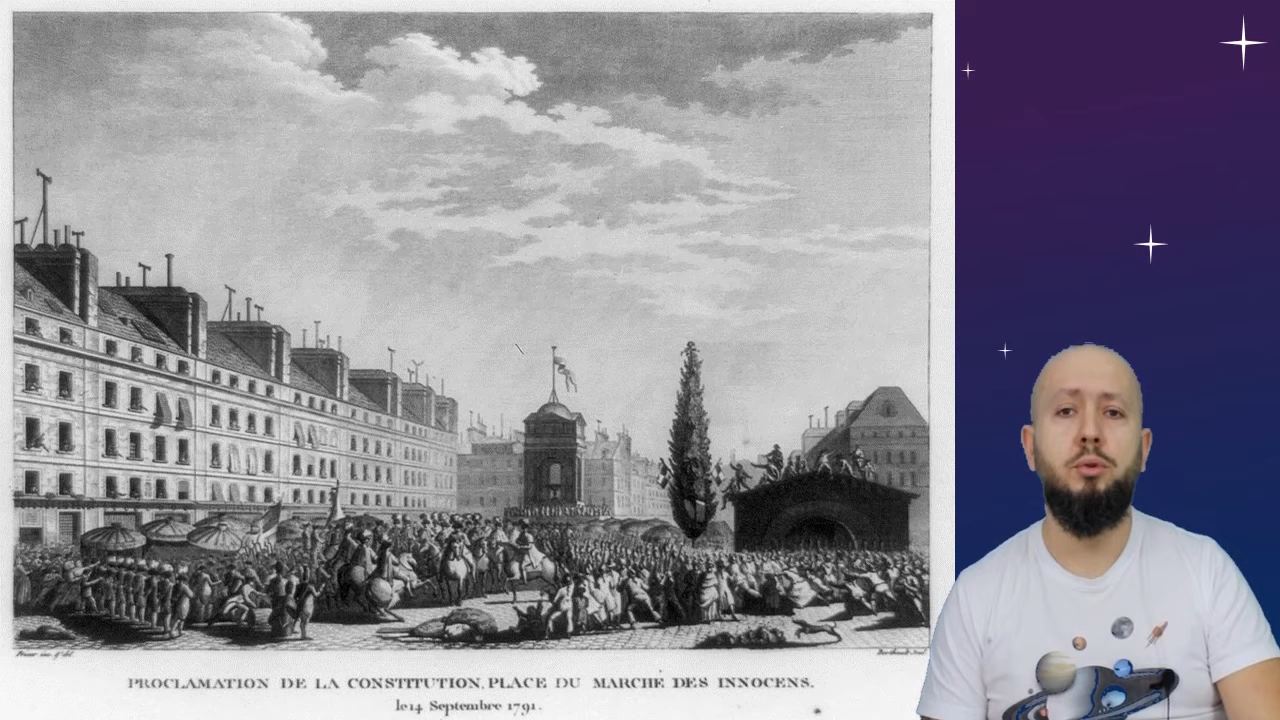 PROCLAMATION DE LA CONSTITUTION, PLACE DU MARCHÉ DES INNOCENS.
le 14 Septembre 1791.